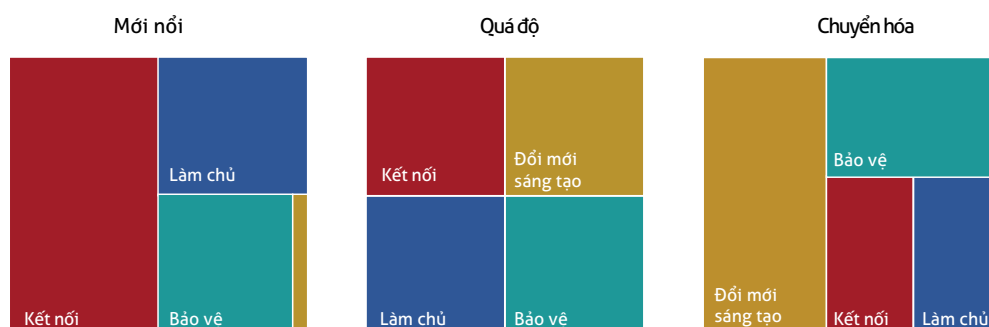 Mới nổi
Làm chủ
Kết nối
Bảo vệ
Quá độ
Kết nối
Đổi mới
sáng tạo
Làm chủ
Bảo vệ
Chuyển hóa
Bảo vệ
Đổi mới
sáng tạo
Kết nối
Làm chủ